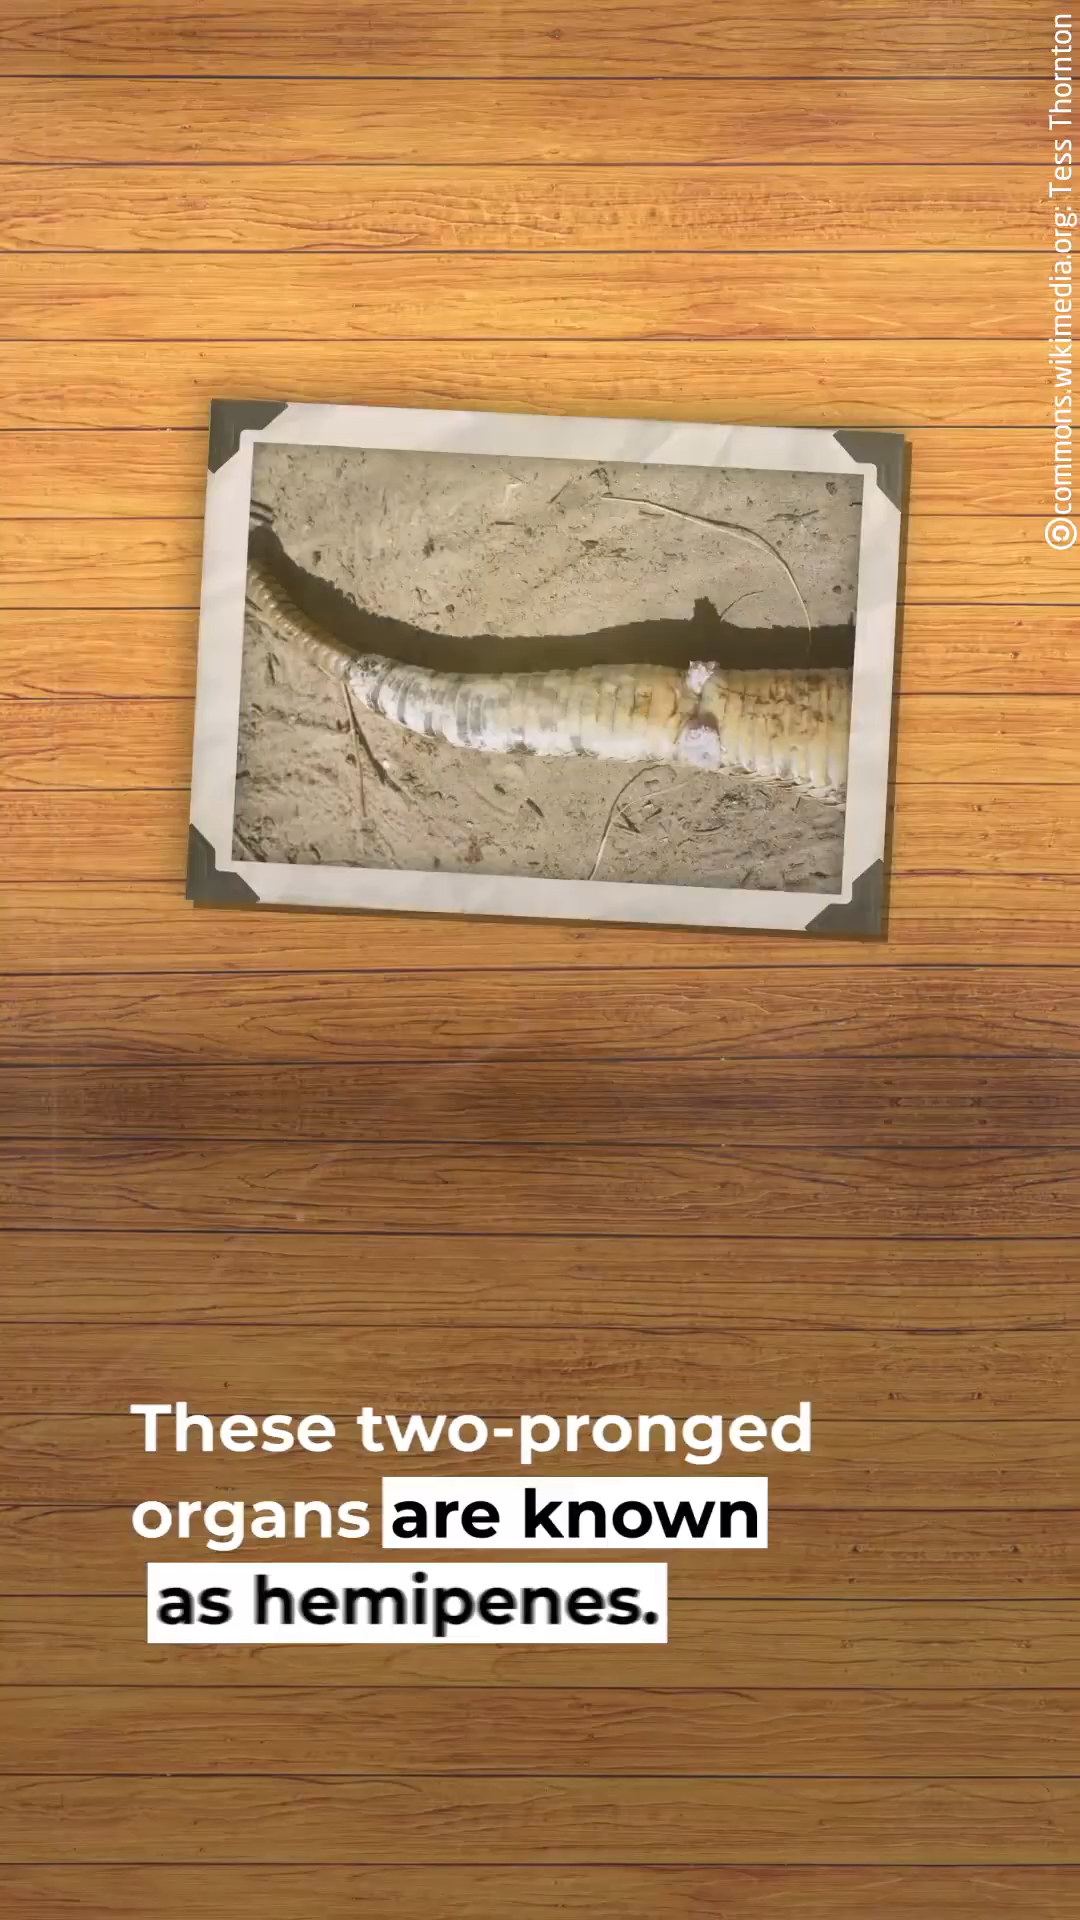 ©commons.wikimedia.org: Tess Thornton
These two-pronged
organs are known
as hemipenes.